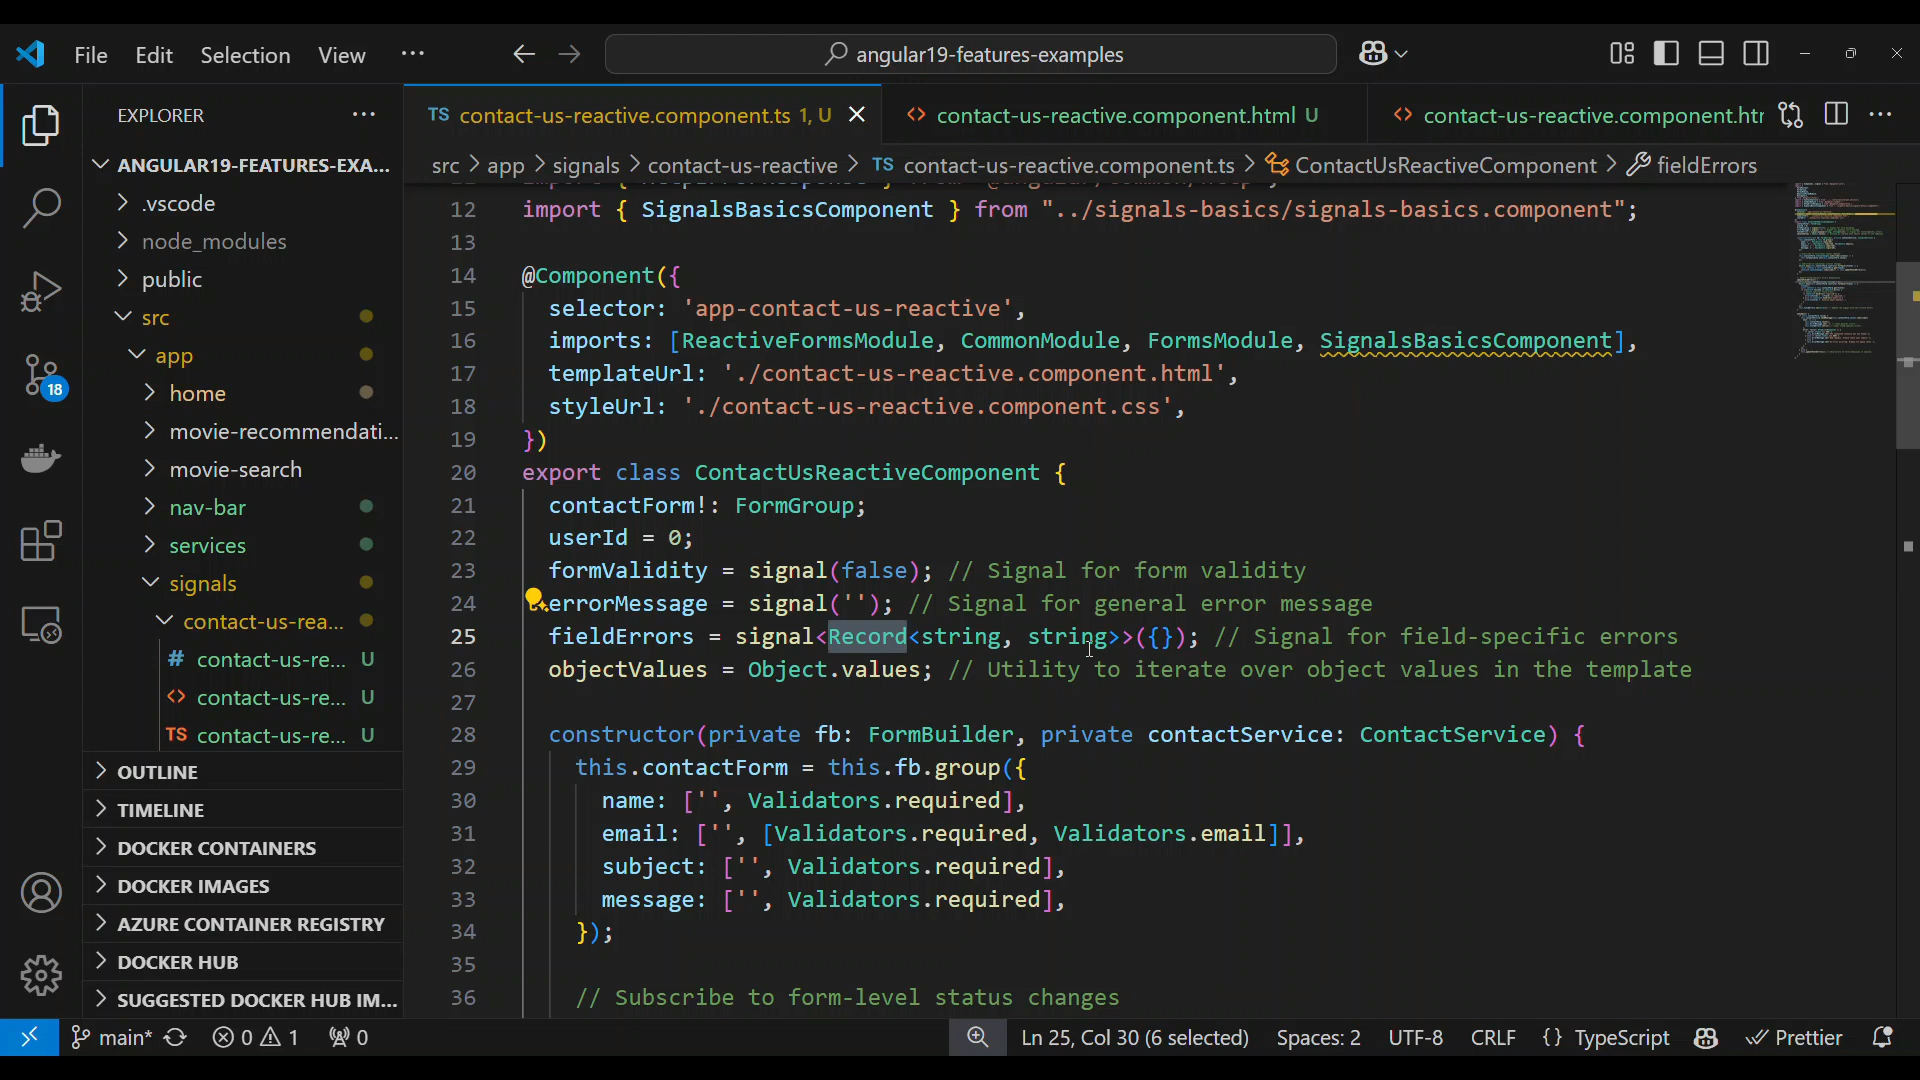 File Edit Selection View ···
angular19-features-examples
EXPLORER ···
ANGULAR19-FEATURES-EXA...
.vscode
node_modules
public
src
app
home
movie-recommendati...
movie-search
nav-bar
services
signals
contact-us-rea...
# contact-us-re... U
<> contact-us-re... U
TS contact-us-re... U
OUTLINE
TIMELINE
DOCKER CONTAINERS
DOCKER IMAGES
AZURE CONTAINER REGISTRY
DOCKER HUB
SUGGESTED DOCKER HUB IM...
18
TS contact-us-reactive.component.ts 1, U
<> contact-us-reactive.component.html U
<> contact-us-reactive.component.htr
src > app > signals > contact-us-reactive > TS contact-us-reactive.component.ts > ContactUsReactiveComponent > fieldErrors
12 import { SignalsBasicsComponent } from "../signals-basics/signals-basics.component";
13
14 @Component({
15 selector: 'app-contact-us-reactive',
16 imports: [ReactiveFormsModule, CommonModule, FormsModule, SignalsBasicsComponent],
17 templateUrl: './contact-us-reactive.component.html',
18 styleUrl: './contact-us-reactive.component.css',
19 })
20 export class ContactUsReactiveComponent {
21 contactForm!: FormGroup;
22 userId = 0;
23 formValidity = signal(false); // Signal for form validity
24 errorMessage = signal(''); // Signal for general error message
25 fieldErrors = signal<Record<string, string>>({}); // Signal for field-specific errors
26 objectValues = Object.values; // Utility to iterate over object values in the template
27
28 constructor(private fb: FormBuilder, private contactService: ContactService) {
29 this.contactForm = this.fb.group({
30 name: ['', Validators.required],
31 email: ['', [Validators.required, Validators.email]],
32 subject: ['', Validators.required],
33 message: ['', Validators.required],
34 });
35
36 // Subscribe to form-level status changes
main* 0 1 0
Ln 25, Col 30 (6 selected) Spaces: 2 UTF-8 CRLF {} TypeScript Prettier